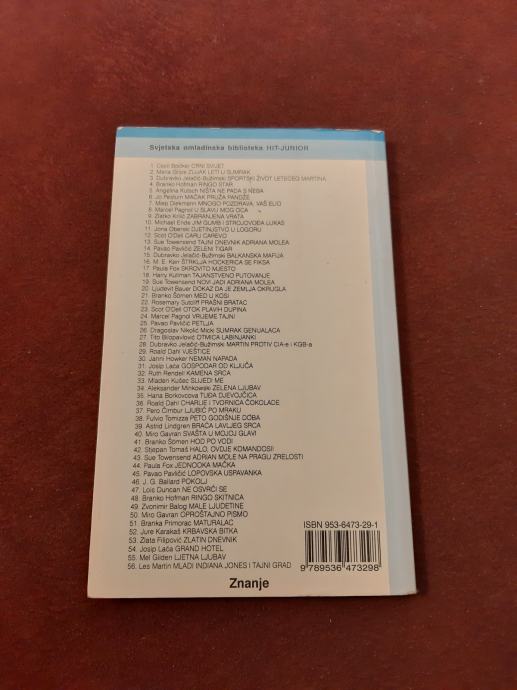 Svjetska omladinska biblioteka HIT-JUNIOR
1. Cecil Bødker CRNI SVIJET
2. Maria Gripe ZUJAK LETI U SUMRAK
3. Dubravko Jelačić-Bužimski SPORTSKI ŽIVOT LETEĆEG MARTINA
4. Branko Hofman RINGO STAR
5. Angelina Kutsch NIŠTA NE PADA S NEBA
6. Jo Pestum MAČAK PRUŽA PANDŽE
7. Miep Diekmann MNOGO POZDRAVA, VAŠ ELIO
8. Marcel Pagnol U SLAVU MOG OCA
9. Zlatko Krilić ZABRANJENA VRATA
10. Michael Ende JIM GUMB I STROJOVOĐA LUKAS
11. Jona Oberski DJETINJSTVO U LOGORU
12. Scot O'Dell CARU CAREVO
13. Sue Townsend TAJNI DNEVNIK ADRIANA MOLEA
14. Pavao Pavličić ZELENI TIGAR
15. Dubravko Jelačić-Bužimski BALKANSKA MAFIJA
16. M. E. Kerr ŠTRKLJA HOCKERICA SE FIKSA
17. Paula Fox SKROVITO MJESTO
18. Harry Kullman TAJANSTVENO PUTOVANJE
19. Sue Townsend NOVI JADI ADRIANA MOLEA
20. Ljudevit Bauer DOKAZ DA JE ZEMLJA OKRUGLA
21. Branko Šömen MED U KOSI
22. Rosemary Sutcliff PRAŠNI BRATAC
23. Scot O'Dell OTOK PLAVIH DUPINA
24. Marcel Pagnol VRIJEME TAJNI
25. Pavao Pavličić PETLJA
26. Dragoslav Nikolić Micki SUMRAK GENIJALACA
27. Tito Bilopavlović OTMICA LABINJANKI
28. Dubravko Jelačić-Bužimski MARTIN PROTIV CIA-e i KGB-a
29. Roald Dahl VJEŠTICE
30. Janni Howker NEMAN NAPADA
31. Josip Laća GOSPODAR OD KLJUČA
32. Ruth Rendell KAMENA SRCA
33. Mladen Kušec SLIJEDI ME
34. Aleksander Minkowski ZELENA LJUBAV
35. Hana Borkovcova TUĐA DJEVOJČICA
36. Roald Dahl CHARLIE I TVORNICA ČOKOLADE
37. Pero Čimbur LJUBIĆ PO MRAKU
38. Fulvio Tomizza PETO GODIŠNJE DOBA
39. Astrid Lindgren BRAĆA LAVLJEG SRCA
40. Miro Gavran SVAŠTA U MOJOJ GLAVI
41. Branko Šömen HOD PO VODI
42. Stjepan Tomaš HALO, OVDJE KOMANDOSI!
43. Sue Towensend ADRIAN MOLE NA PRAGU ZRELOSTI
44. Paula Fox JEDNOOKA MAČKA
45. Pavao Pavličić LOPOVSKA USPAVANKA
46. J. G. Ballard POKOLJ
47. Lois Duncan NE OSVRĆI SE
48. Branko Hofman RINGO SKITNICA
49. Zvonimir Balog MALE LJUDETINE
50. Miro Gavran OPROŠTAJNO PISMO
51. Branka Primorac MATURALAC
52. Jure Karakaš KRBAVSKA BITKA
53. Zlata Filipović ZLATIN DNEVNIK
54. Josip Laća GRAND HOTEL
55. Mel Gilden LJETNA LJUBAV
56. Les Martin MLADI INDIANA JONES I TAJNI GRAD
ISBN 953-6473-29-1
9 789536 473298
Znanje